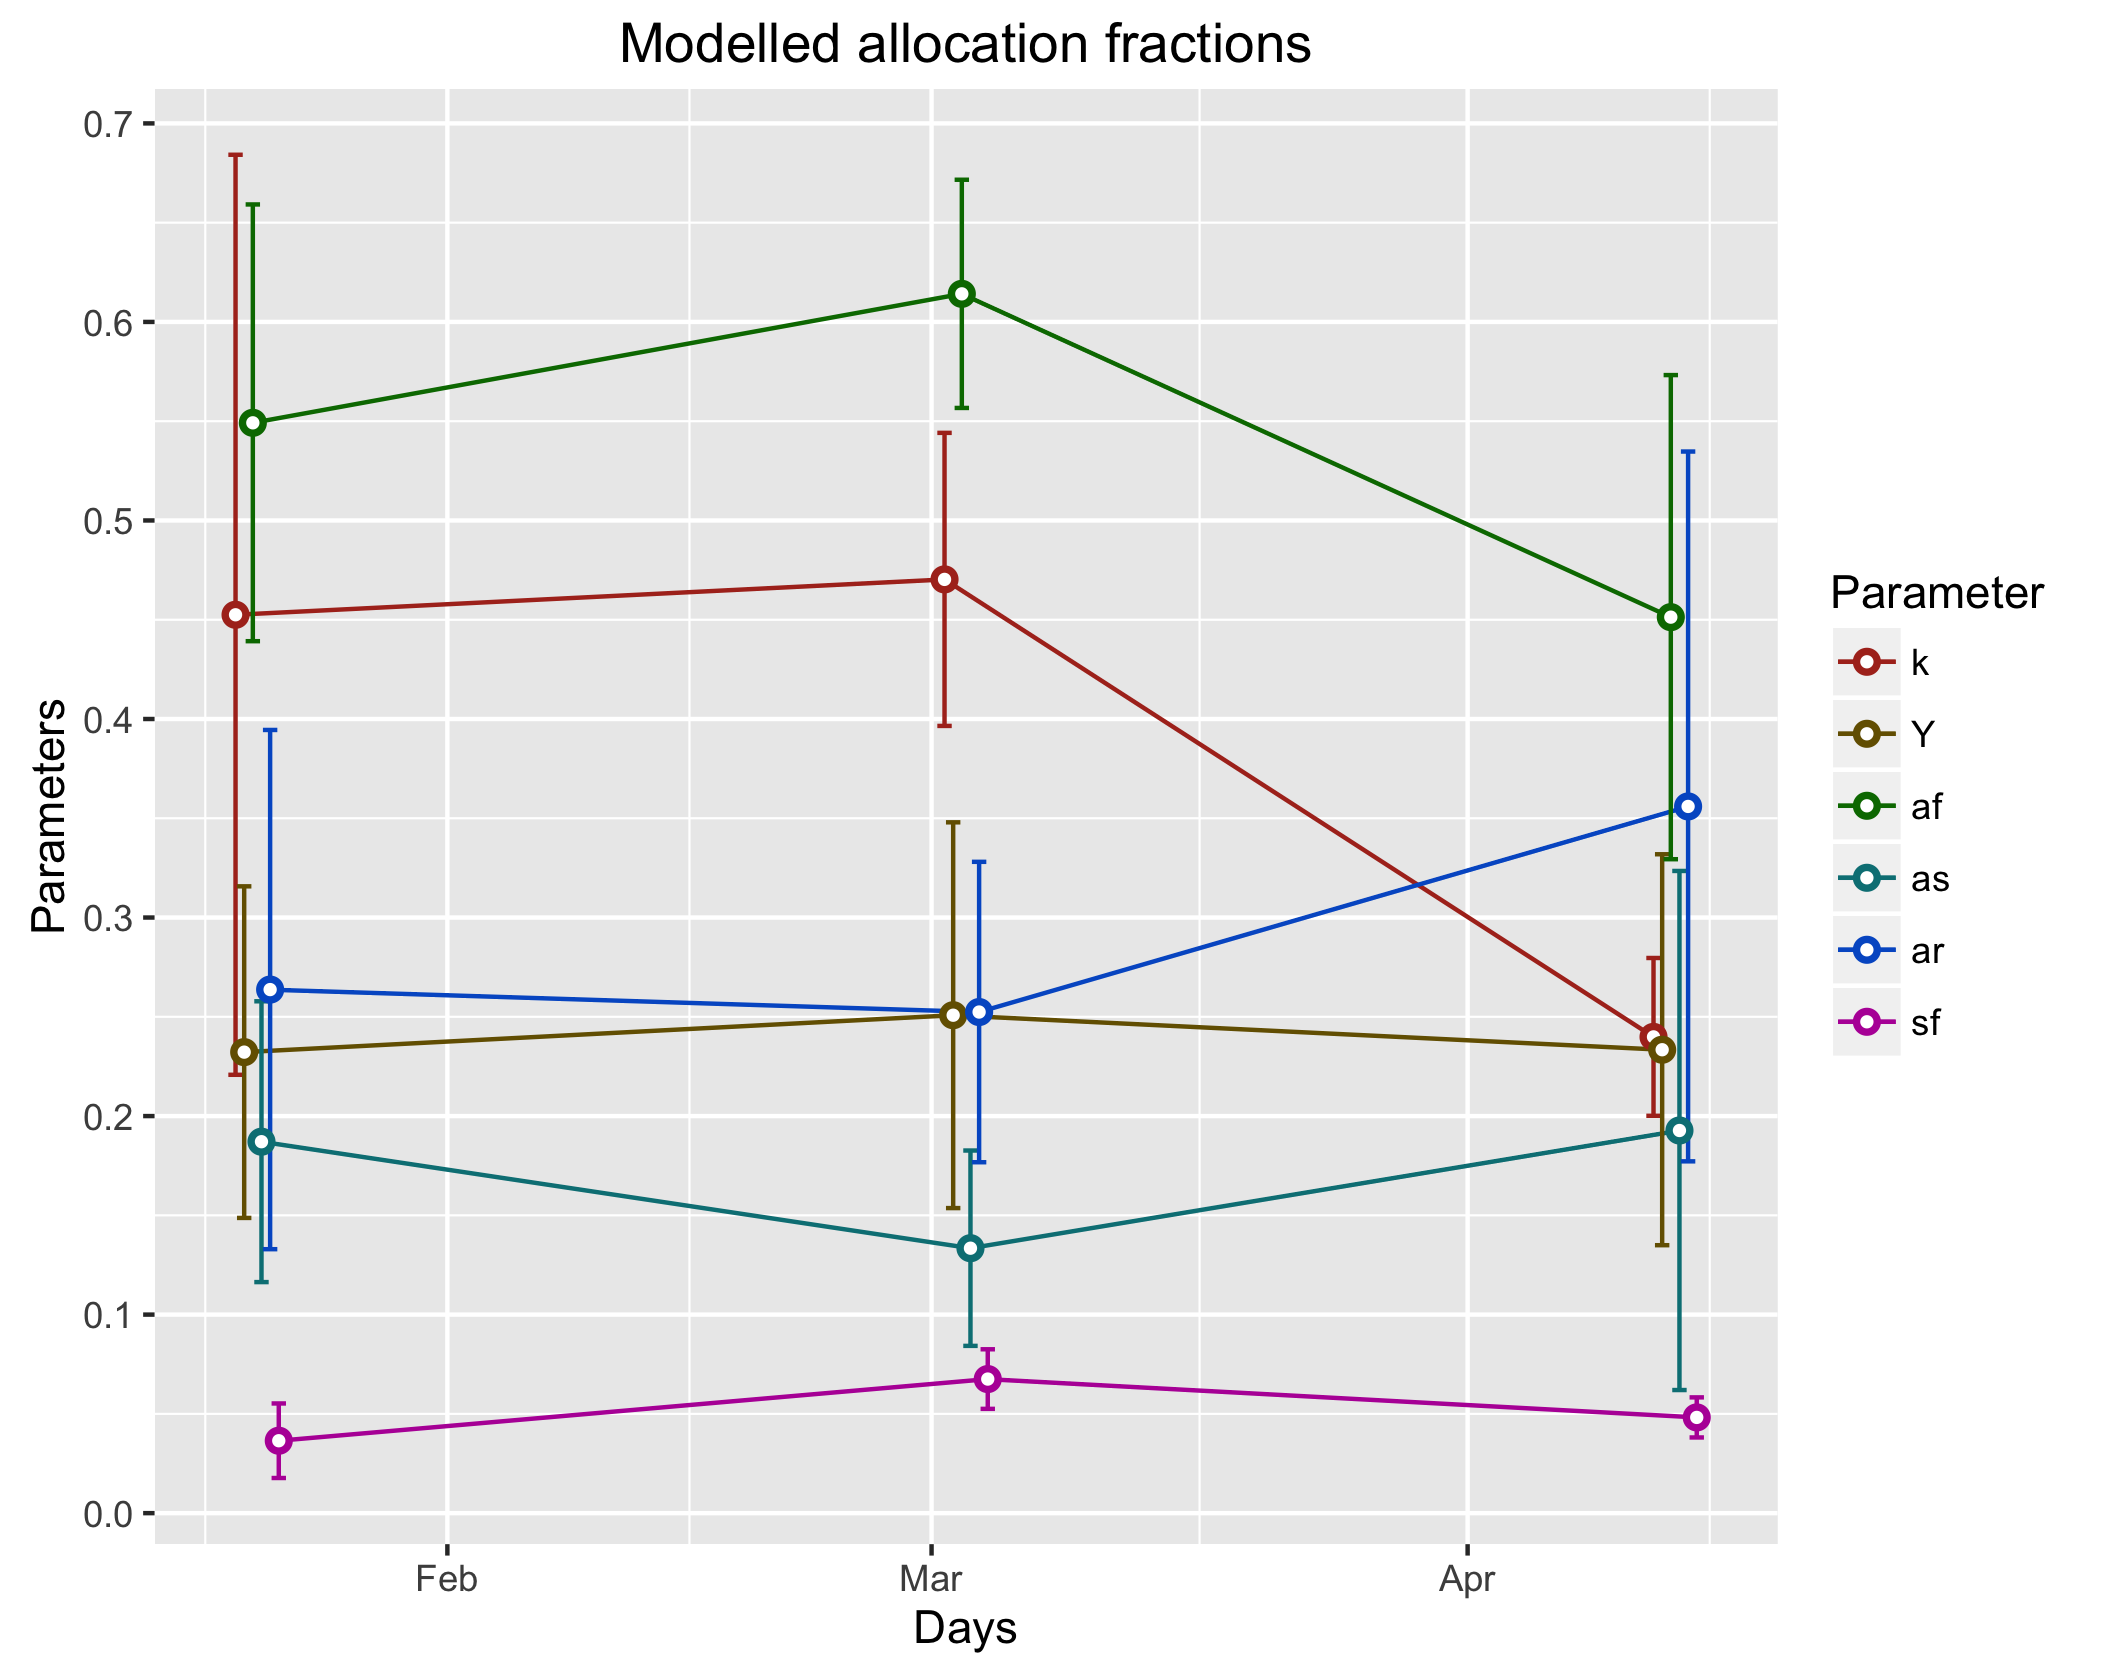 Modelled allocation fractions
0.7
0.6
0.5
0.4
0.3
0.2
0.1
0.0
Parameters
Feb Mar Apr
Days
Parameter
k
Y
af
as
ar
sf